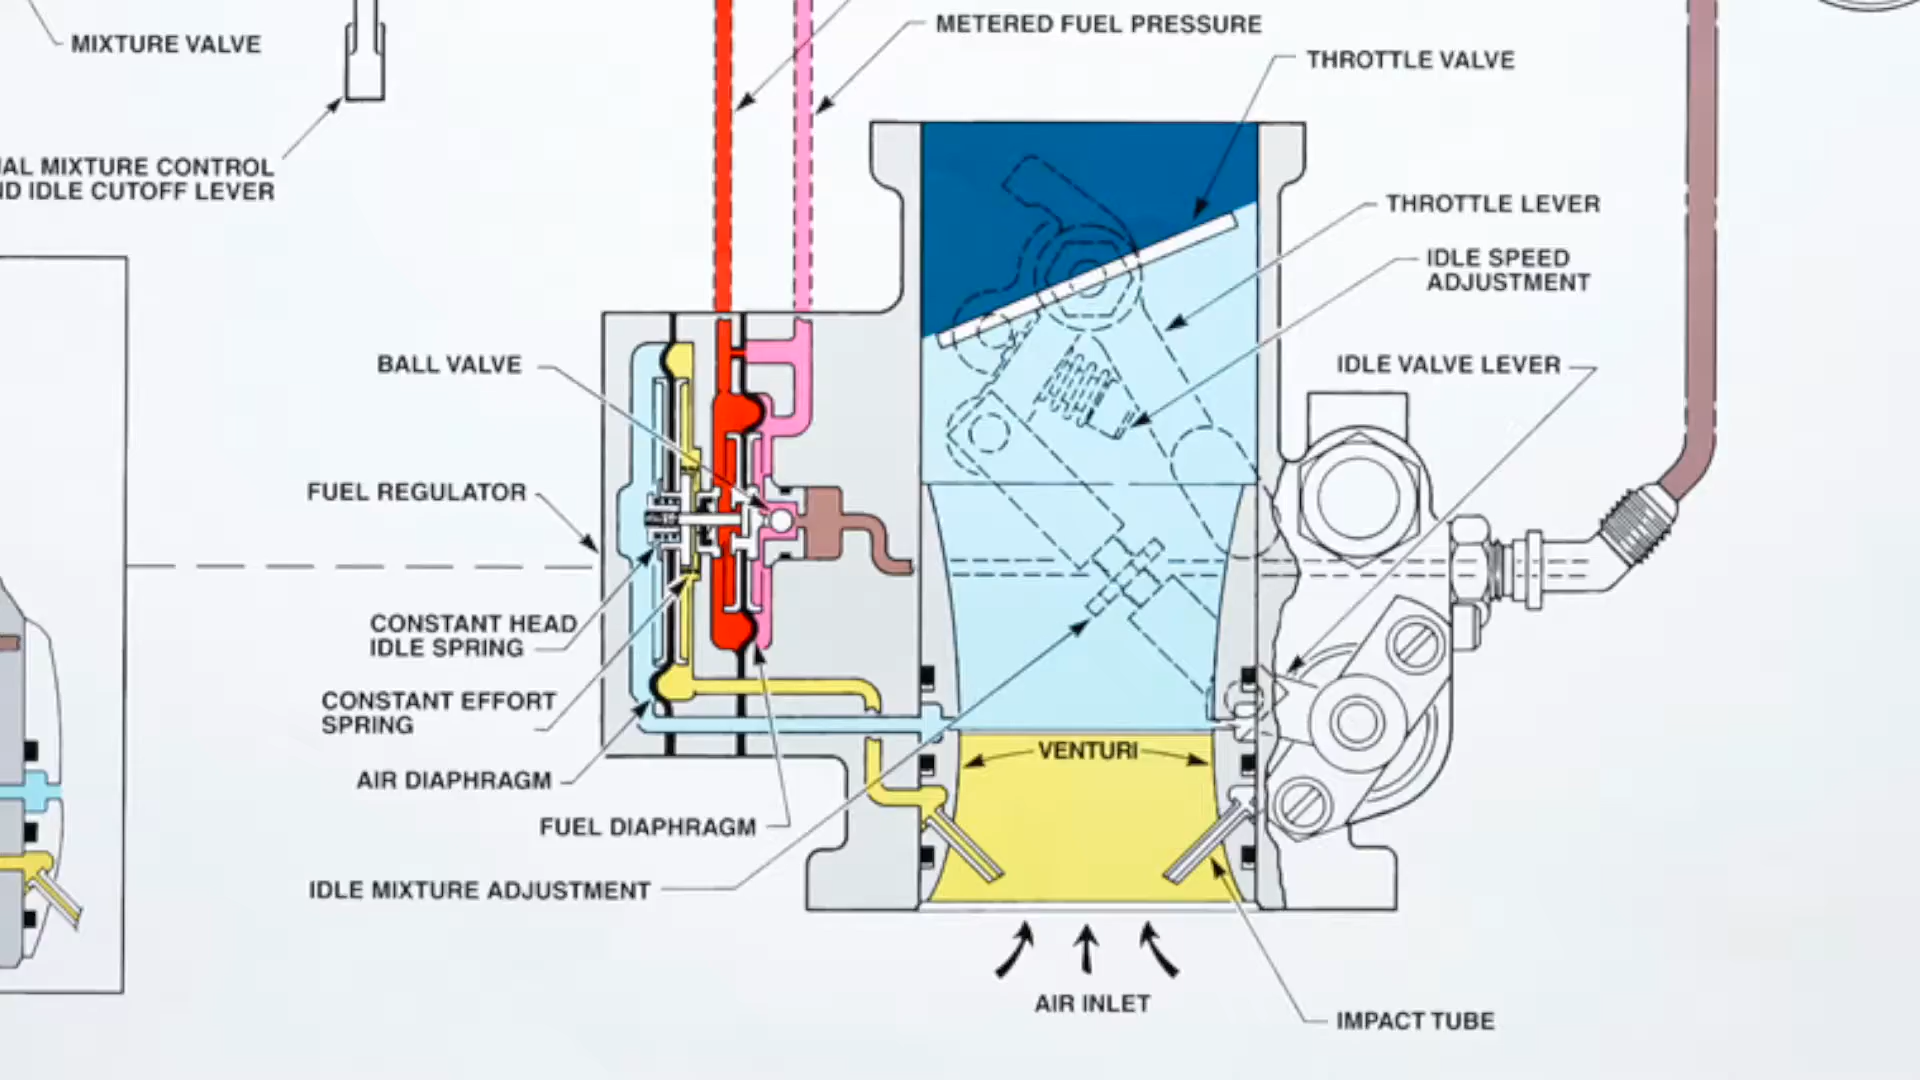 METERED FUEL PRESSURE
MIXTURE VALVE
THROTTLE VALVE
MIXTURE CONTROL
IDLE CUTOFF LEVER
THROTTLE LEVER
IDLE SPEED
ADJUSTMENT
BALL VALVE
IDLE VALVE LEVER
FUEL REGULATOR
CONSTANT HEAD
IDLE SPRING
CONSTANT EFFORT
SPRING
VENTURI
AIR DIAPHRAGM
FUEL DIAPHRAGM
IDLE MIXTURE ADJUSTMENT
AIR INLET
IMPACT TUBE